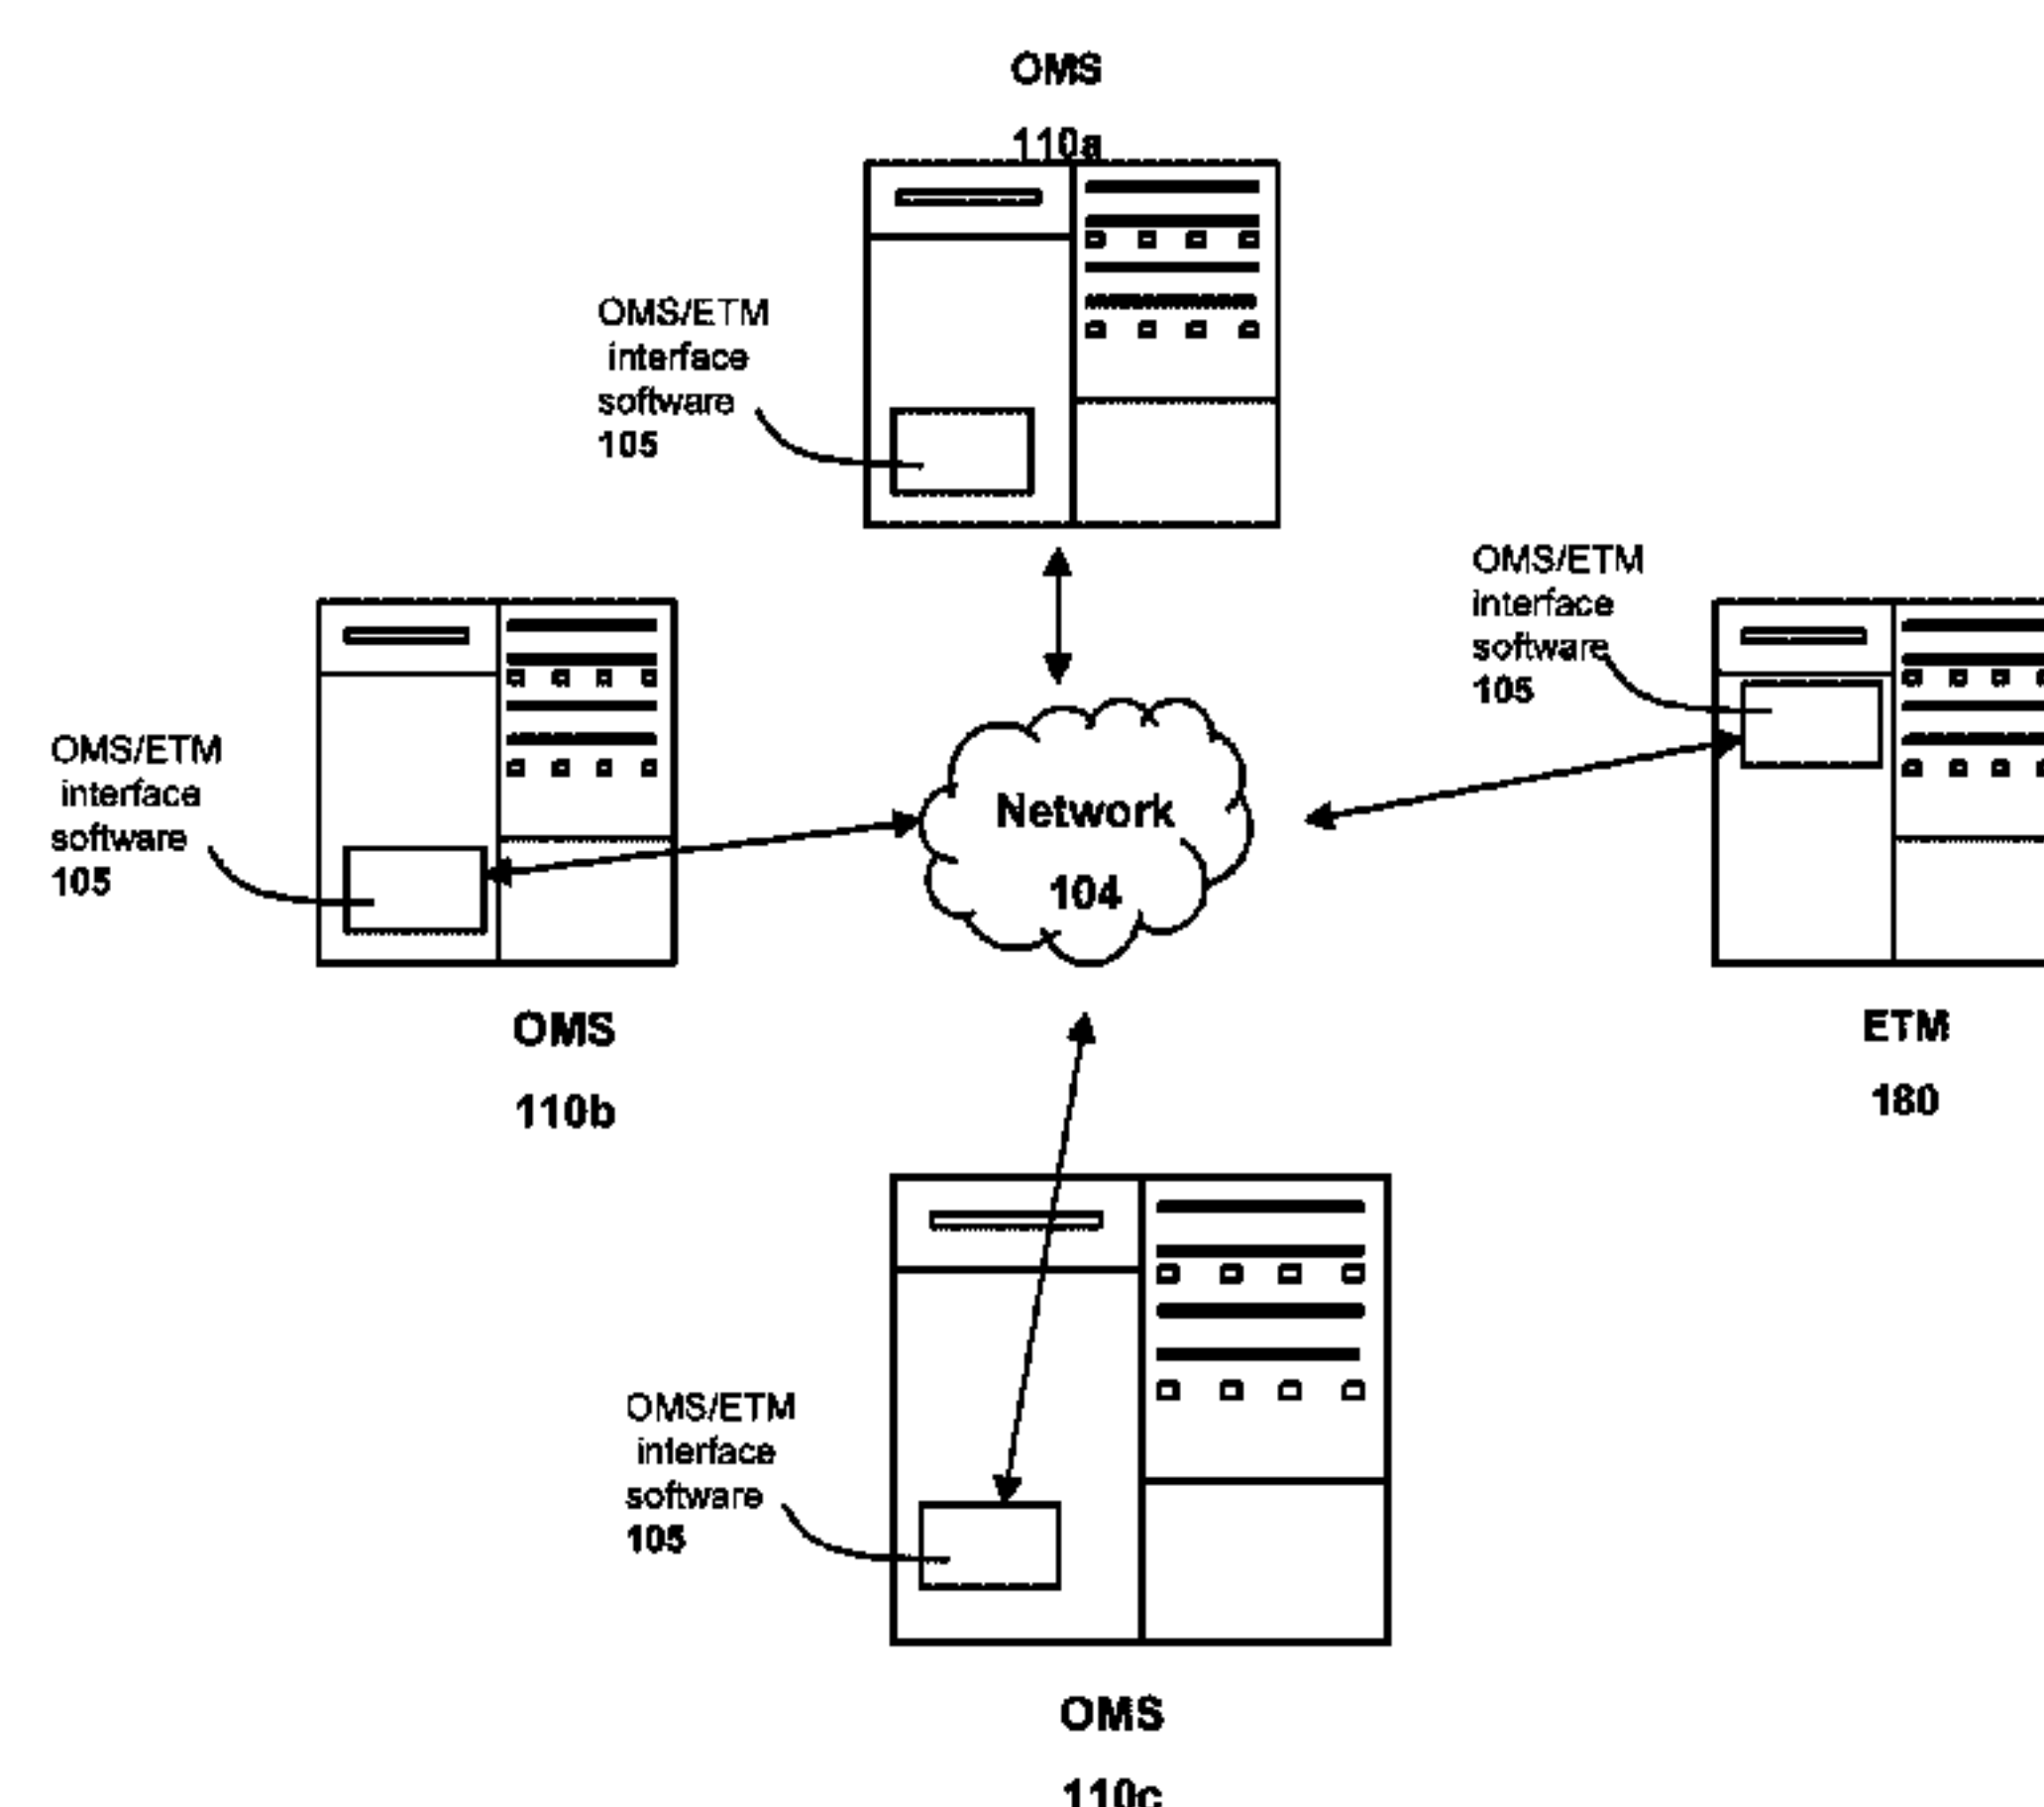 OMS
110a
OMS/ETM
interface
software
105
OMS/ETM
interface
software
105
OMS/ETM
interface
software
105
Network
104
OMS
110b
ETM
180
OMS/ETM
interface
software
105
OMS
110c